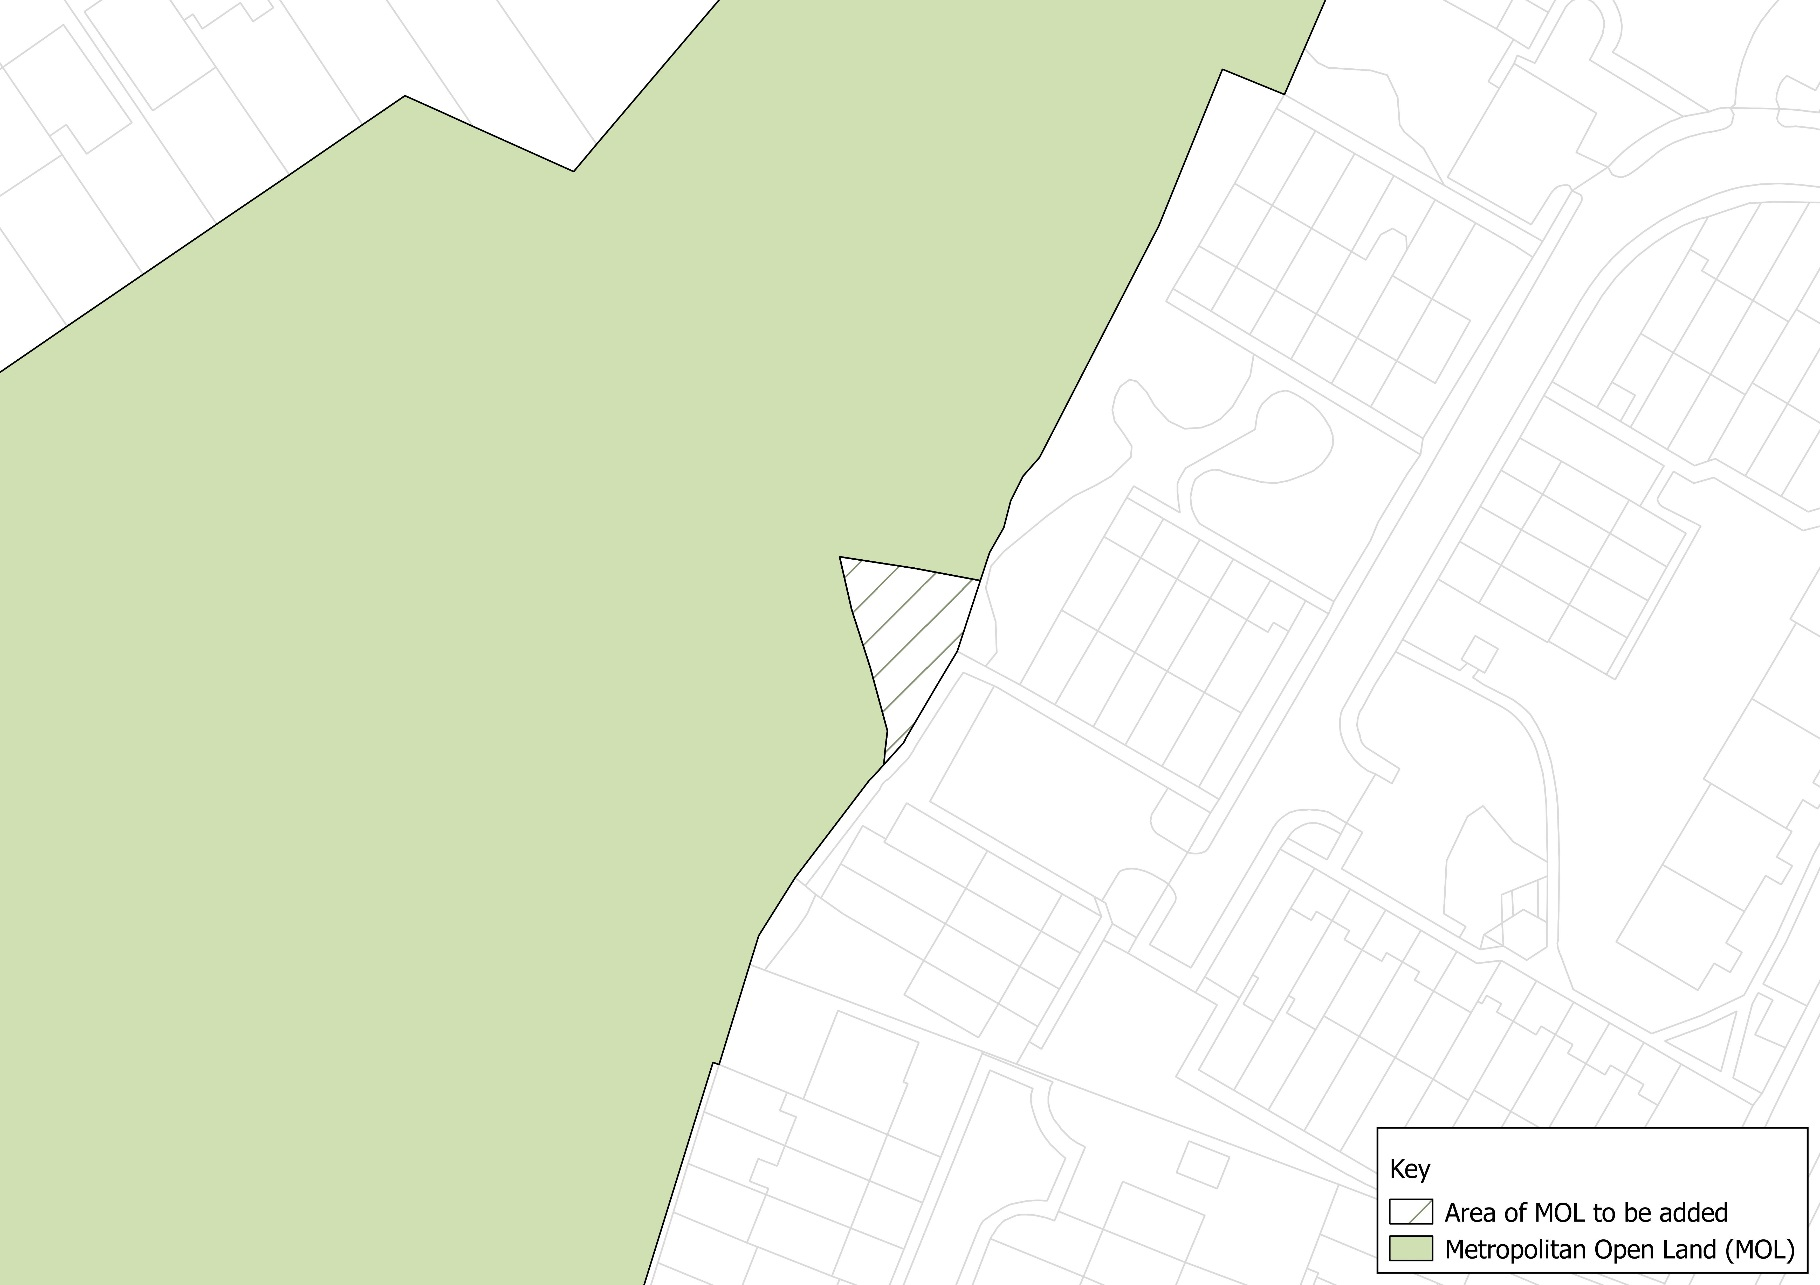 Key
Area of MOL to be added
Metropolitan Open Land (MOL)